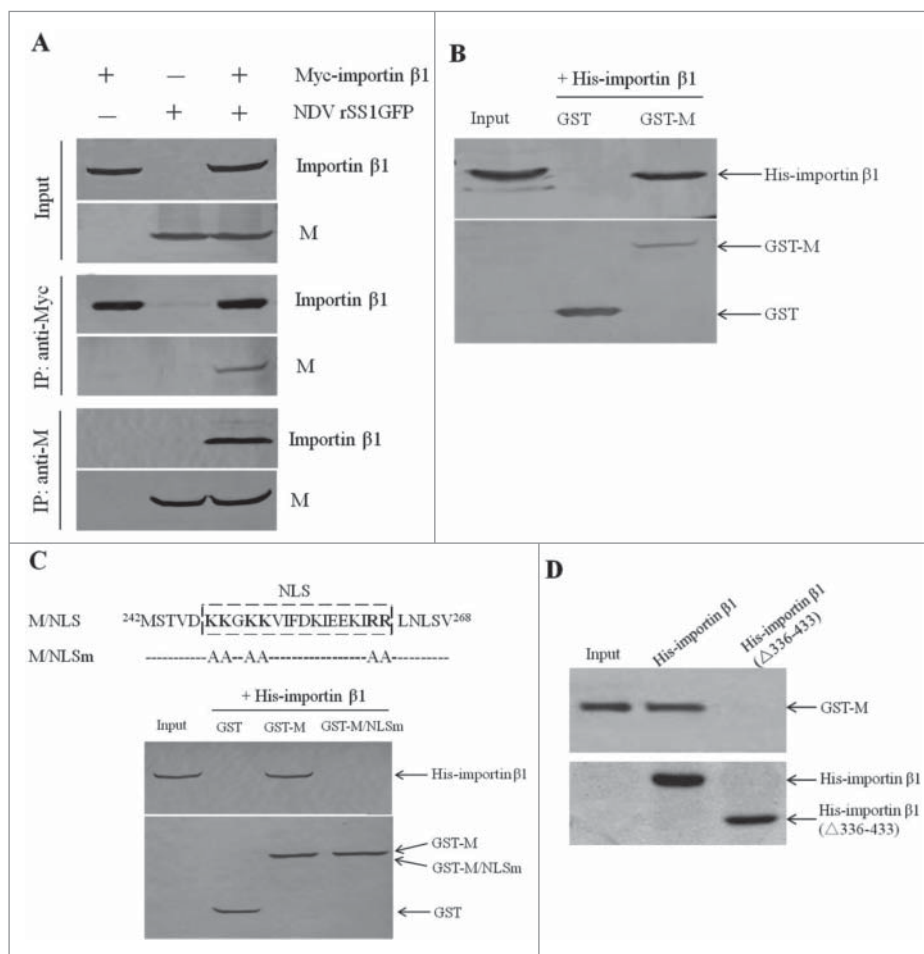 A
+ — + Myc-importin β1
— + + NDV rSS1GFP
Input
Importin β1
M
IP: anti-Myc
Importin β1
M
IP: anti-M
Importin β1
M
B
+ His-importin β1
Input GST GST-M
His-importin β1
GST-M
GST
C
NLS
M/NLS ²⁴²MSTVDKKGKKVIFDKIEEKIRRLNLSV²⁶⁸
M/NLSm -----------AA--AA-----------------AA---------
+ His-importin β1
Input GST GST-M GST-M/NLSm
His-importin β1
GST-M
GST-M/NLSm
GST
D
Input His-importin β1 His-importin β1
(△336-433)
GST-M
His-importin β1
His-importin β1
(△336-433)